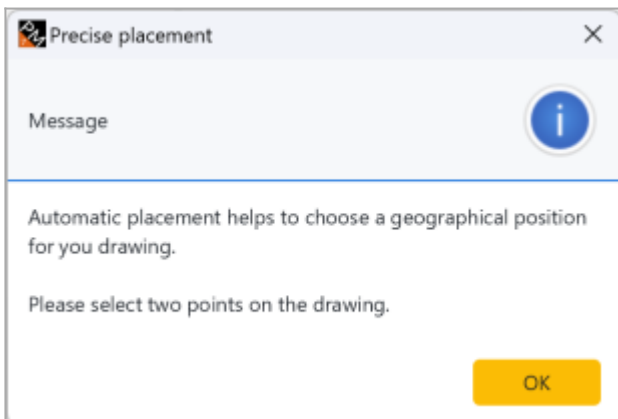 Precise placement
Message
Automatic placement helps to choose a geographical position
for you drawing.
Please select two points on the drawing.
OK